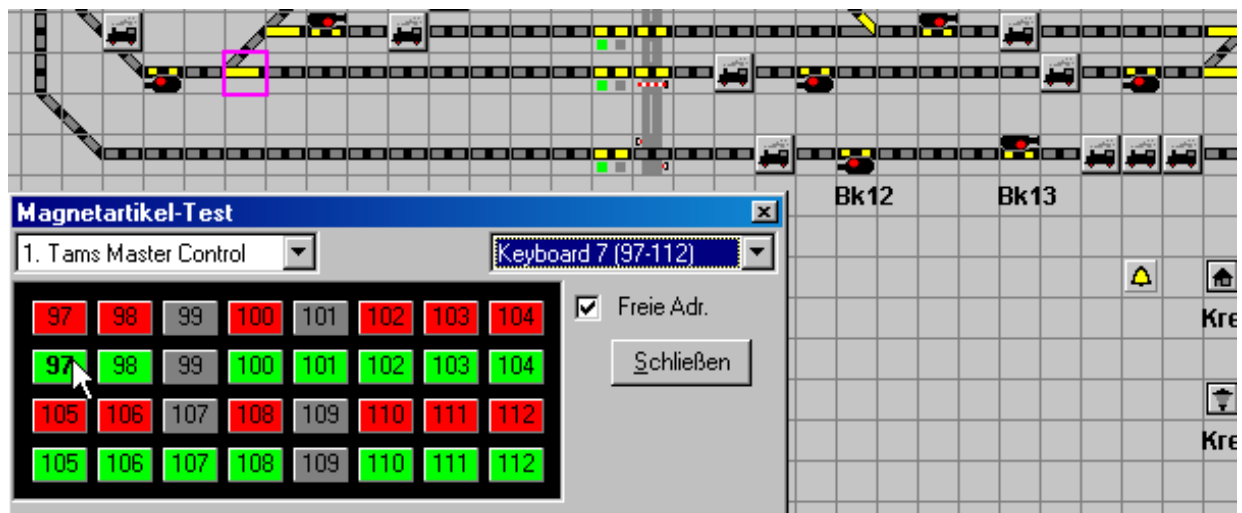 Bk12 Bk13
Magnetartikel-Test
1. Tams Master Control Keyboard 7 (97-112)
97 98 99 100 101 102 103 104 Freie Adr.
97 98 99 100 101 102 103 104 Schließen
105 106 107 108 109 110 111 112
105 106 107 108 109 110 111 112
Kre
Kre